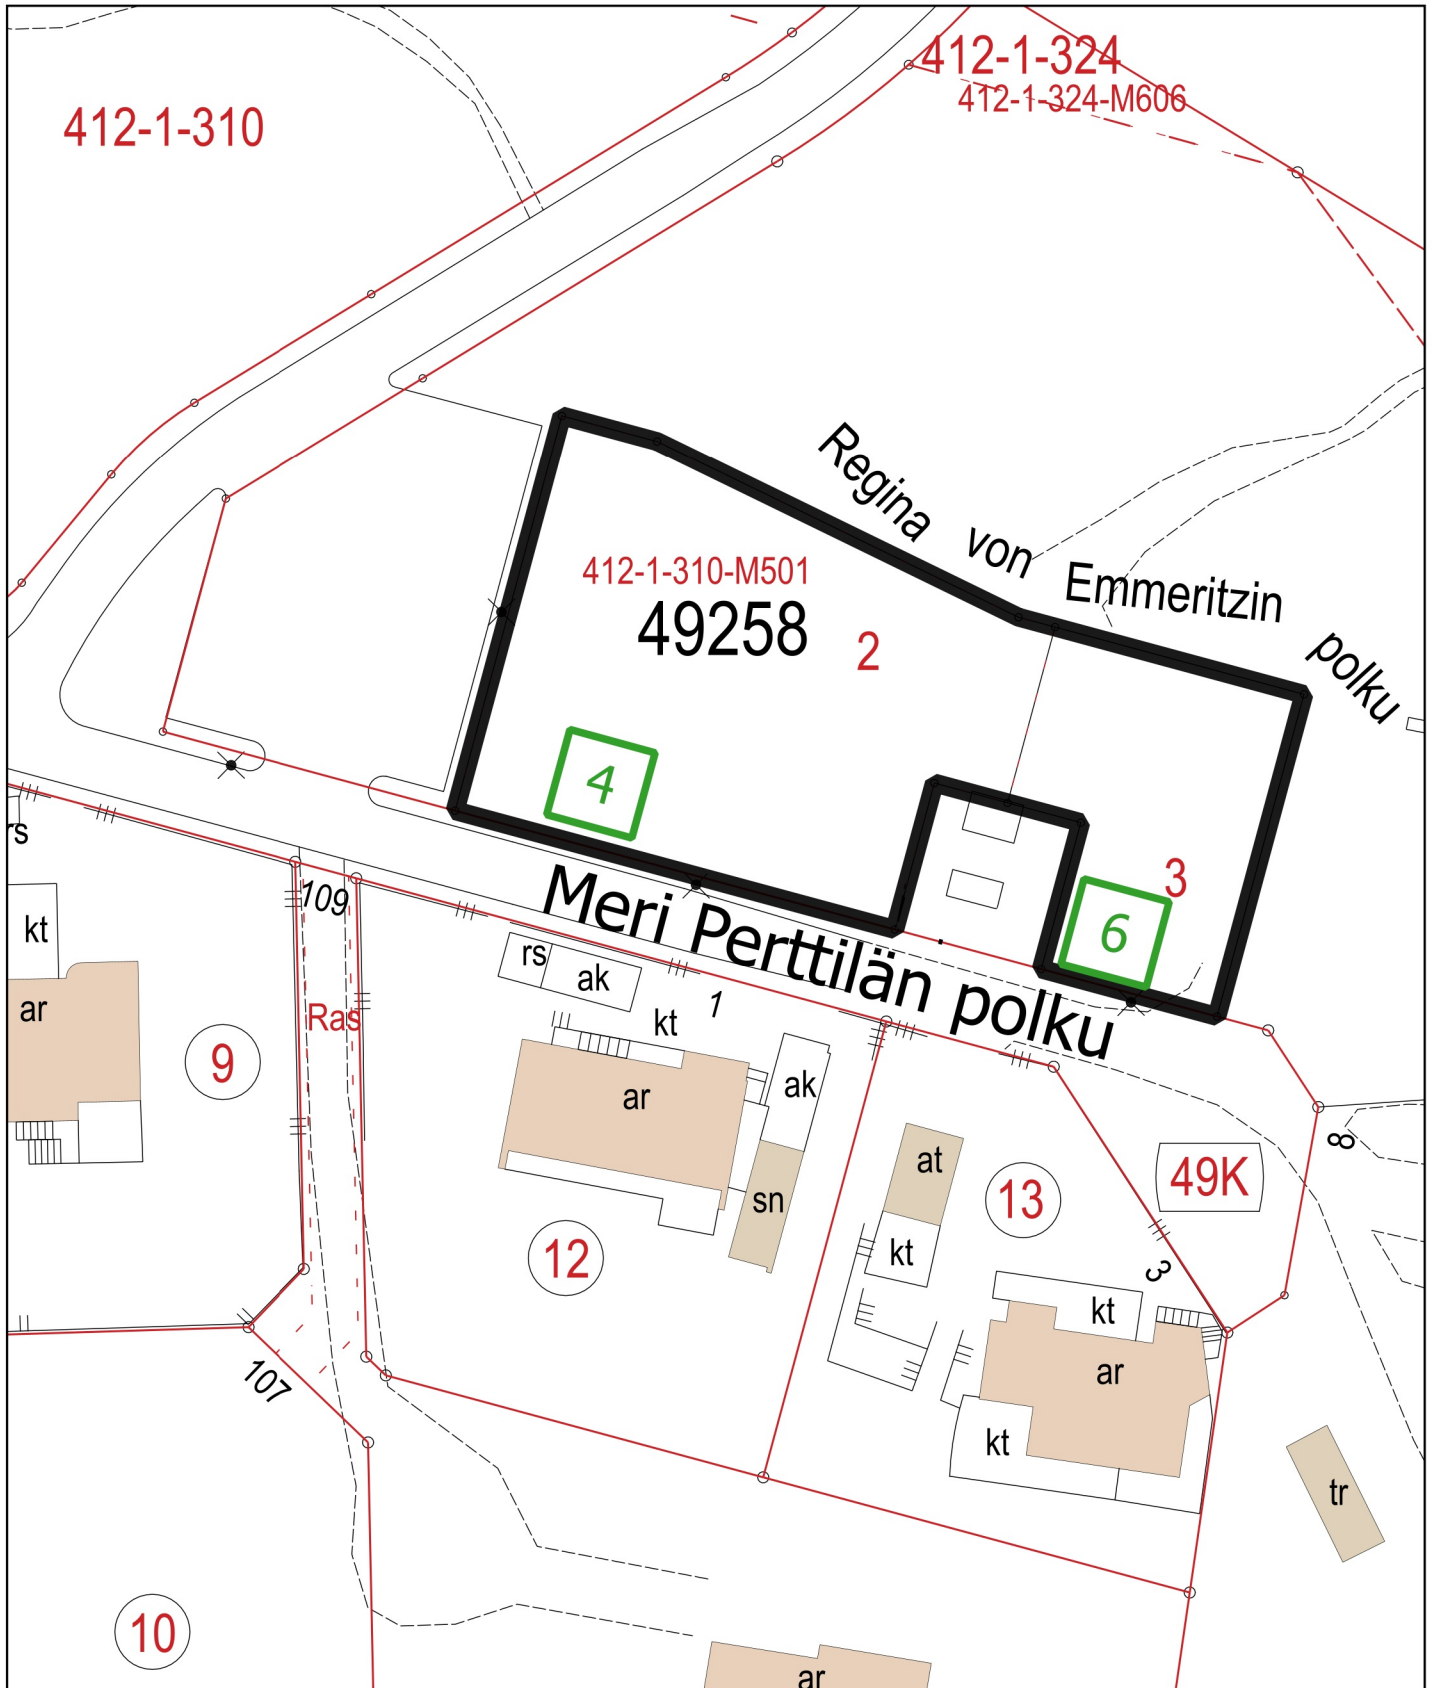 412-1-324
412-1-324-M606
412-1-310
Regina von Emmeritzin polku
412-1-310-M501
49258
2
4
3
6
rs
109
Meri Perttilän polku
kt
rs
ak
1
kt
ar
Ras
9
ar
ak
at
8
49K
13
sn
12
kt
3
kt
107
ar
kt
tr
10
ar